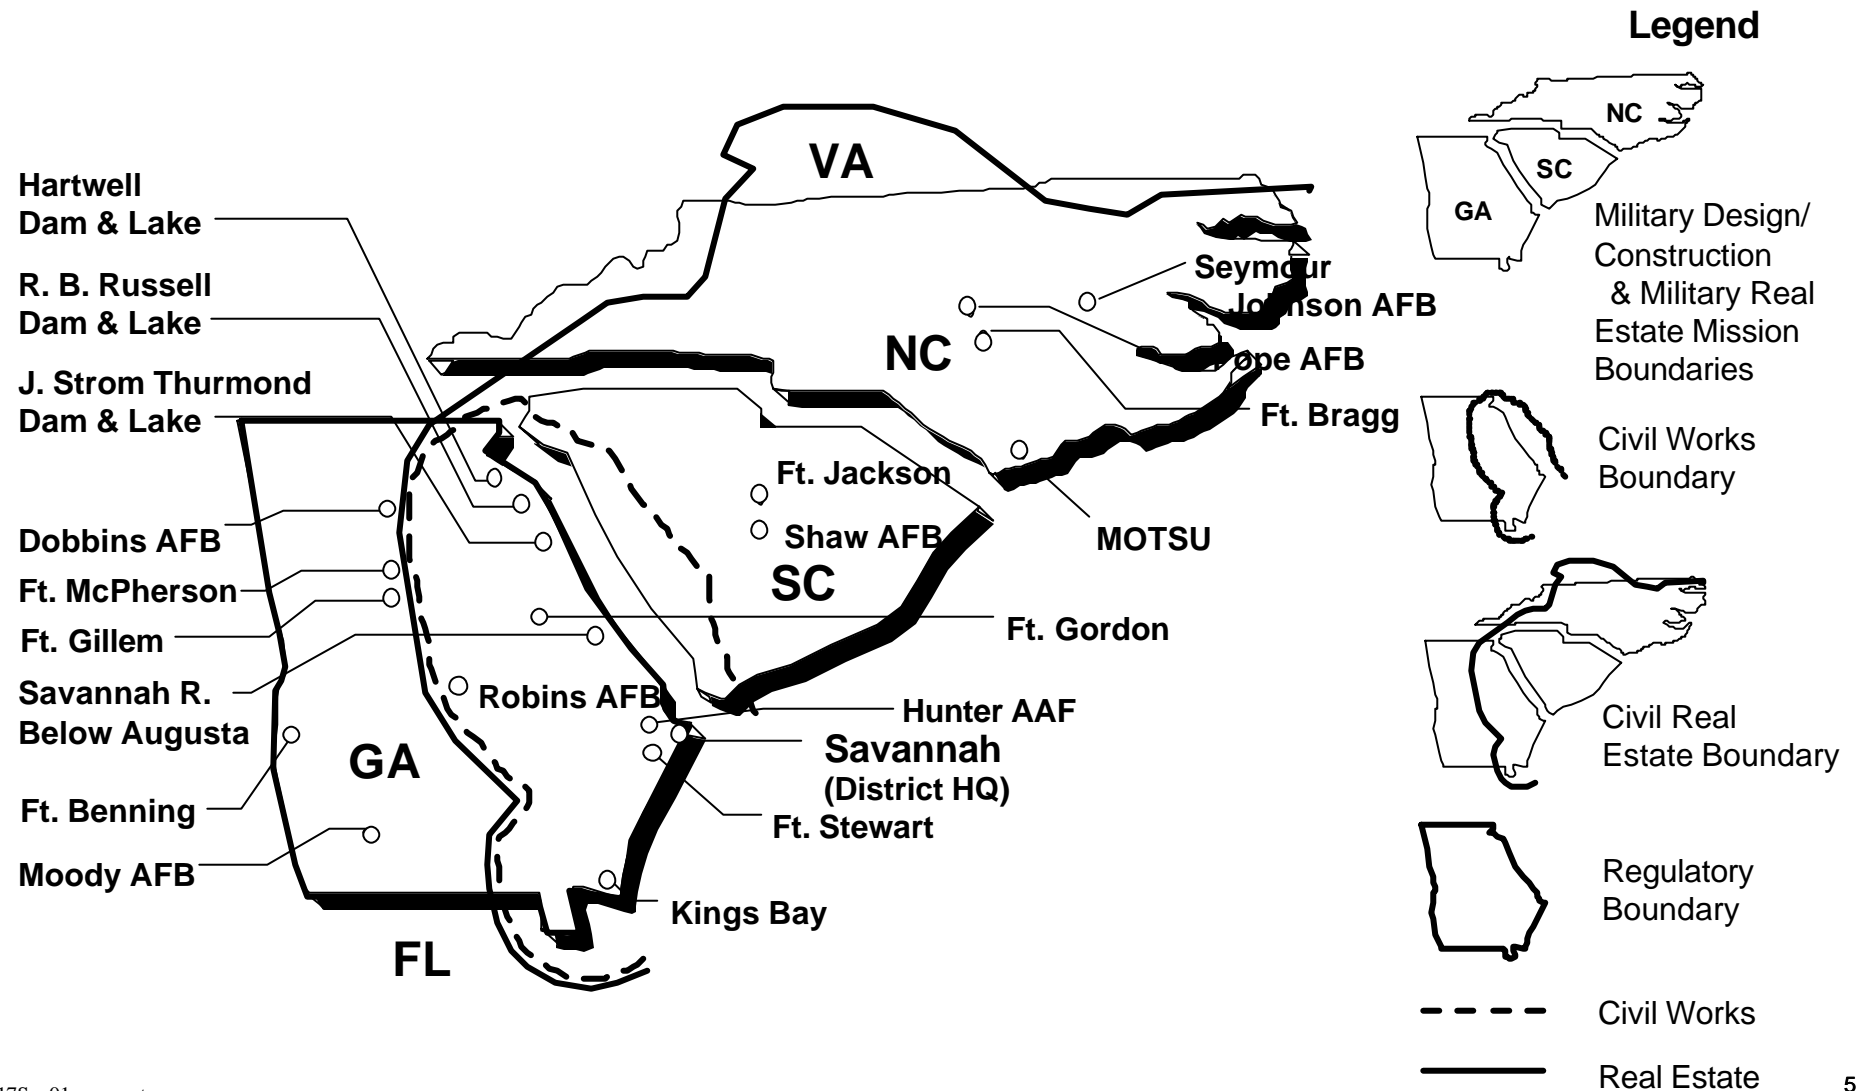 Legend
NC
SC
GA
Military Design/
Construction
& Military Real
Estate Mission
Boundaries
Civil Works
Boundary
Civil Real
Estate Boundary
Regulatory
Boundary
Civil Works
Real Estate
VA
Hartwell
Dam & Lake
R. B. Russell
Dam & Lake
J. Strom Thurmond
Dam & Lake
Dobbins AFB
Ft. McPherson
Ft. Gillem
Savannah R.
Below Augusta
Ft. Benning
Moody AFB
Seymour
Johnson AFB
NC
Pope AFB
Ft. Bragg
Ft. Jackson
Shaw AFB
MOTSU
SC
Ft. Gordon
Robins AFB
Hunter AAF
GA
Savannah
(District HQ)
Ft. Stewart
Kings Bay
FL
5